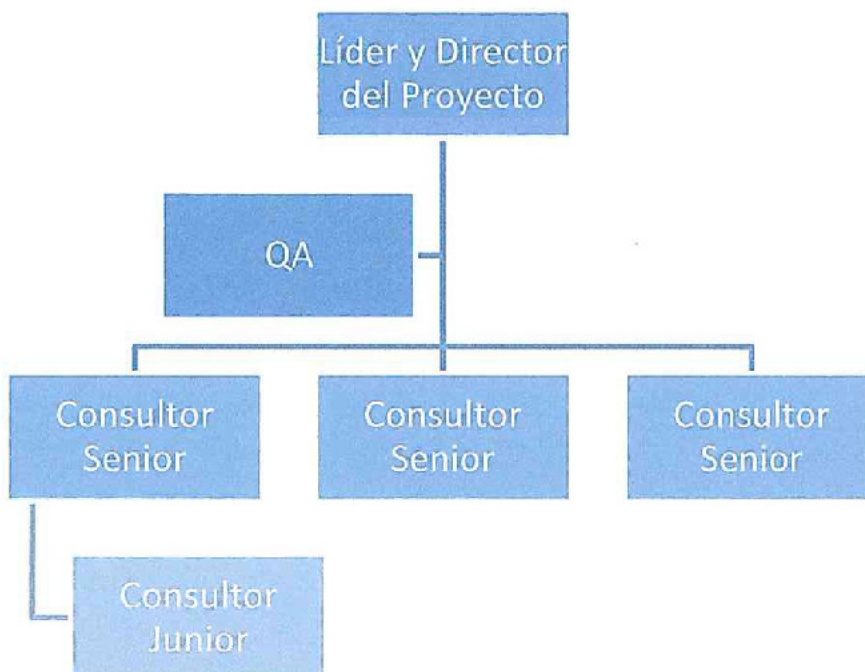 Líder y Director
del Proyecto
QA
Consultor
Senior
Consultor
Senior
Consultor
Senior
Consultor
Junior